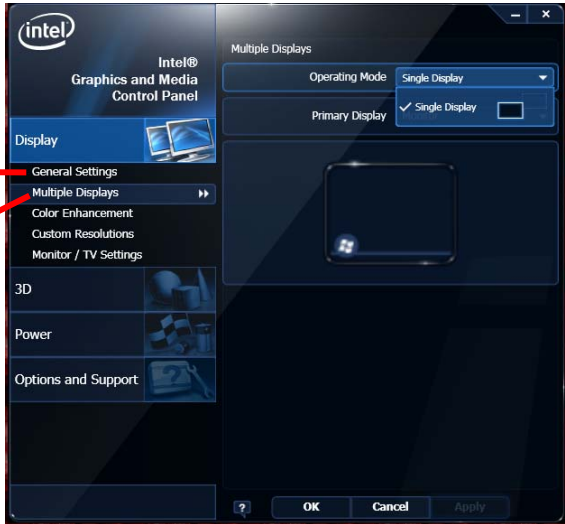 intel
Intel®
Graphics and Media
Control Panel
Display
General Settings
Multiple Displays
Color Enhancement
Custom Resolutions
Monitor / TV Settings
3D
Power
Options and Support
Multiple Displays
Operating Mode
Single Display
Single Display
Primary Display
Monitor
?
OK
Cancel
Apply